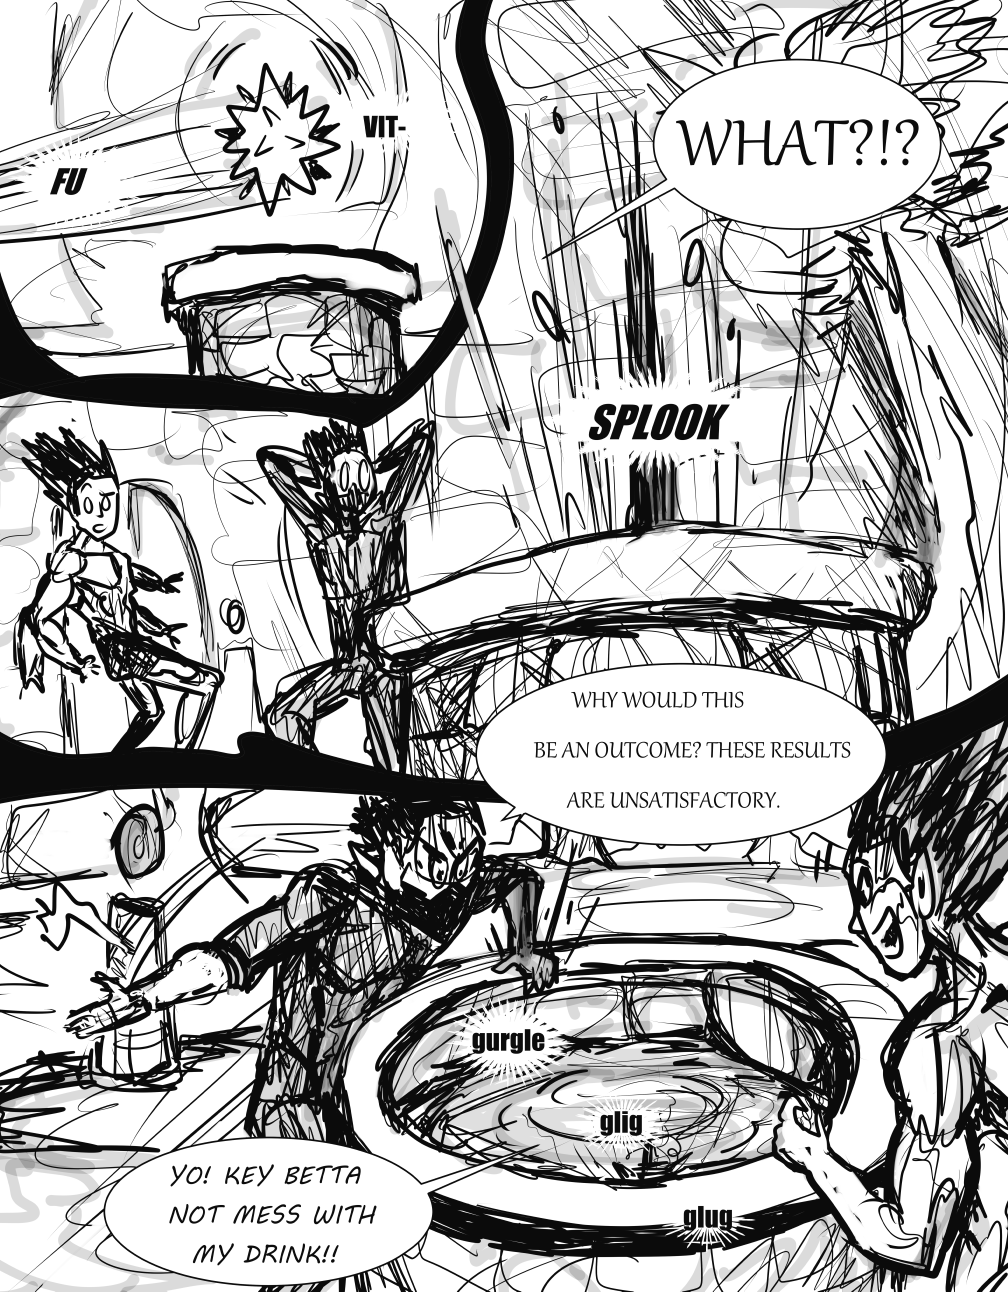 FU
VIT-
WHAT?!?
SPLOOK
WHY WOULD THIS
BE AN OUTCOME? THESE RESULTS
ARE UNSATISFACTORY.
gurgle
glig
glug
YO! KEY BETTA
NOT MESS WITH
MY DRINK!!